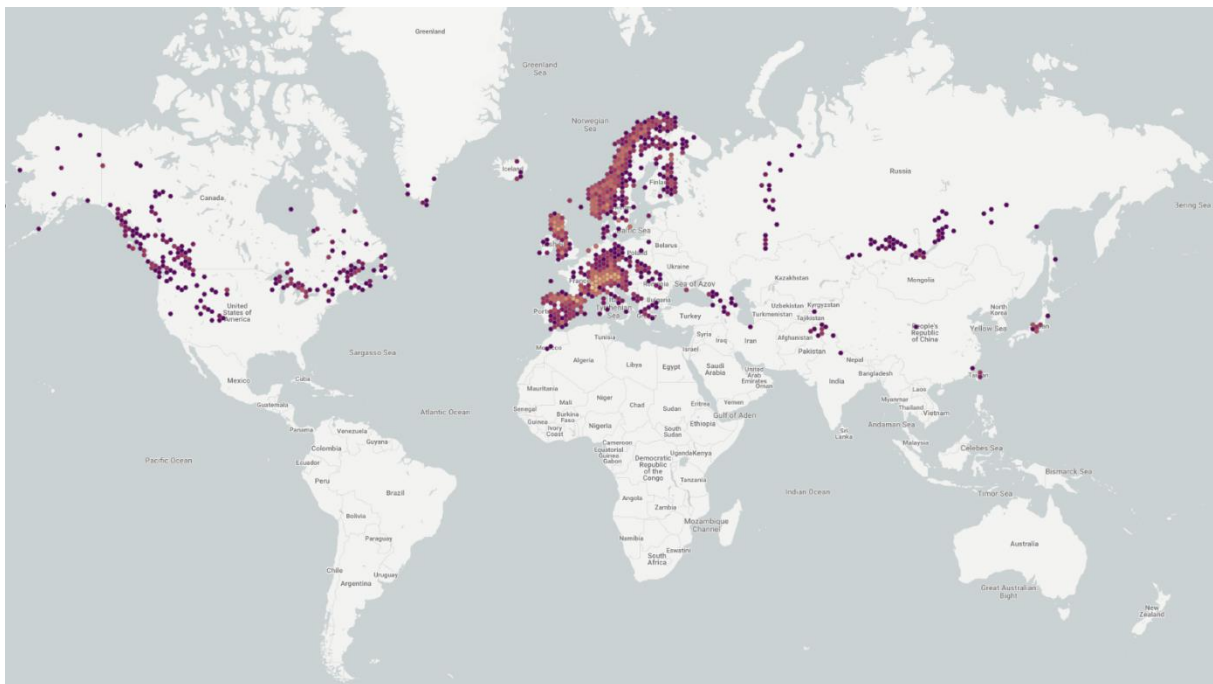 Greenland
Greenland
Sea
Norwegian
Sea
Iceland
Russia
Canada
Baltic Sea
Belarus
Poland
Ukraine
Kazakhstan
Mongolia
Sea of Azov
United
States
of
America
Uzbekistan
Kyrgyzstan
Turkmenistan
Tajikistan
North
Korea
Turkey
People's
Republic
of China
Yellow Sea
Syria
Iraq
Iran
Afghanistan
Tunisia
Israel
Pakistan
Sargasso Sea
Algeria
Libya
Egypt
Saudi
Arabia
Nepal
Bangladesh
Mexico
Cuba
United
Arab
Emirates
Oman
India
Mauritania
Mali
Niger
Chad
Sudan
Eritrea
Yemen
Myanmar
Laos
Thailand
Vietnam
Guatemala
Senegal
Atlantic Ocean
Burkina
Faso
Gulf of Aden
Guinea
Ivory
Coast
Nigeria
South
Sudan
Ethiopia
Andaman Sea
Panama
Venezuela
Guyana
Sri
Lanka
Colombia
Cameroon
Equatorial
Guinea
Gabon
Uganda
Kenya
Malaysia
Celebes Sea
Pacific Ocean
Ecuador
Democratic
Republic
of the
Congo
Bismarck Sea
Peru
Brazil
Tanzania
Indian Ocean
Timor Sea
Angola
Zambia
Bolivia
Mozambique
Channel
Paraguay
Namibia
Australia
Eswatini
South
Africa
Chile
Uruguay
Argentina
Great Australian
Bight
New
Zealand